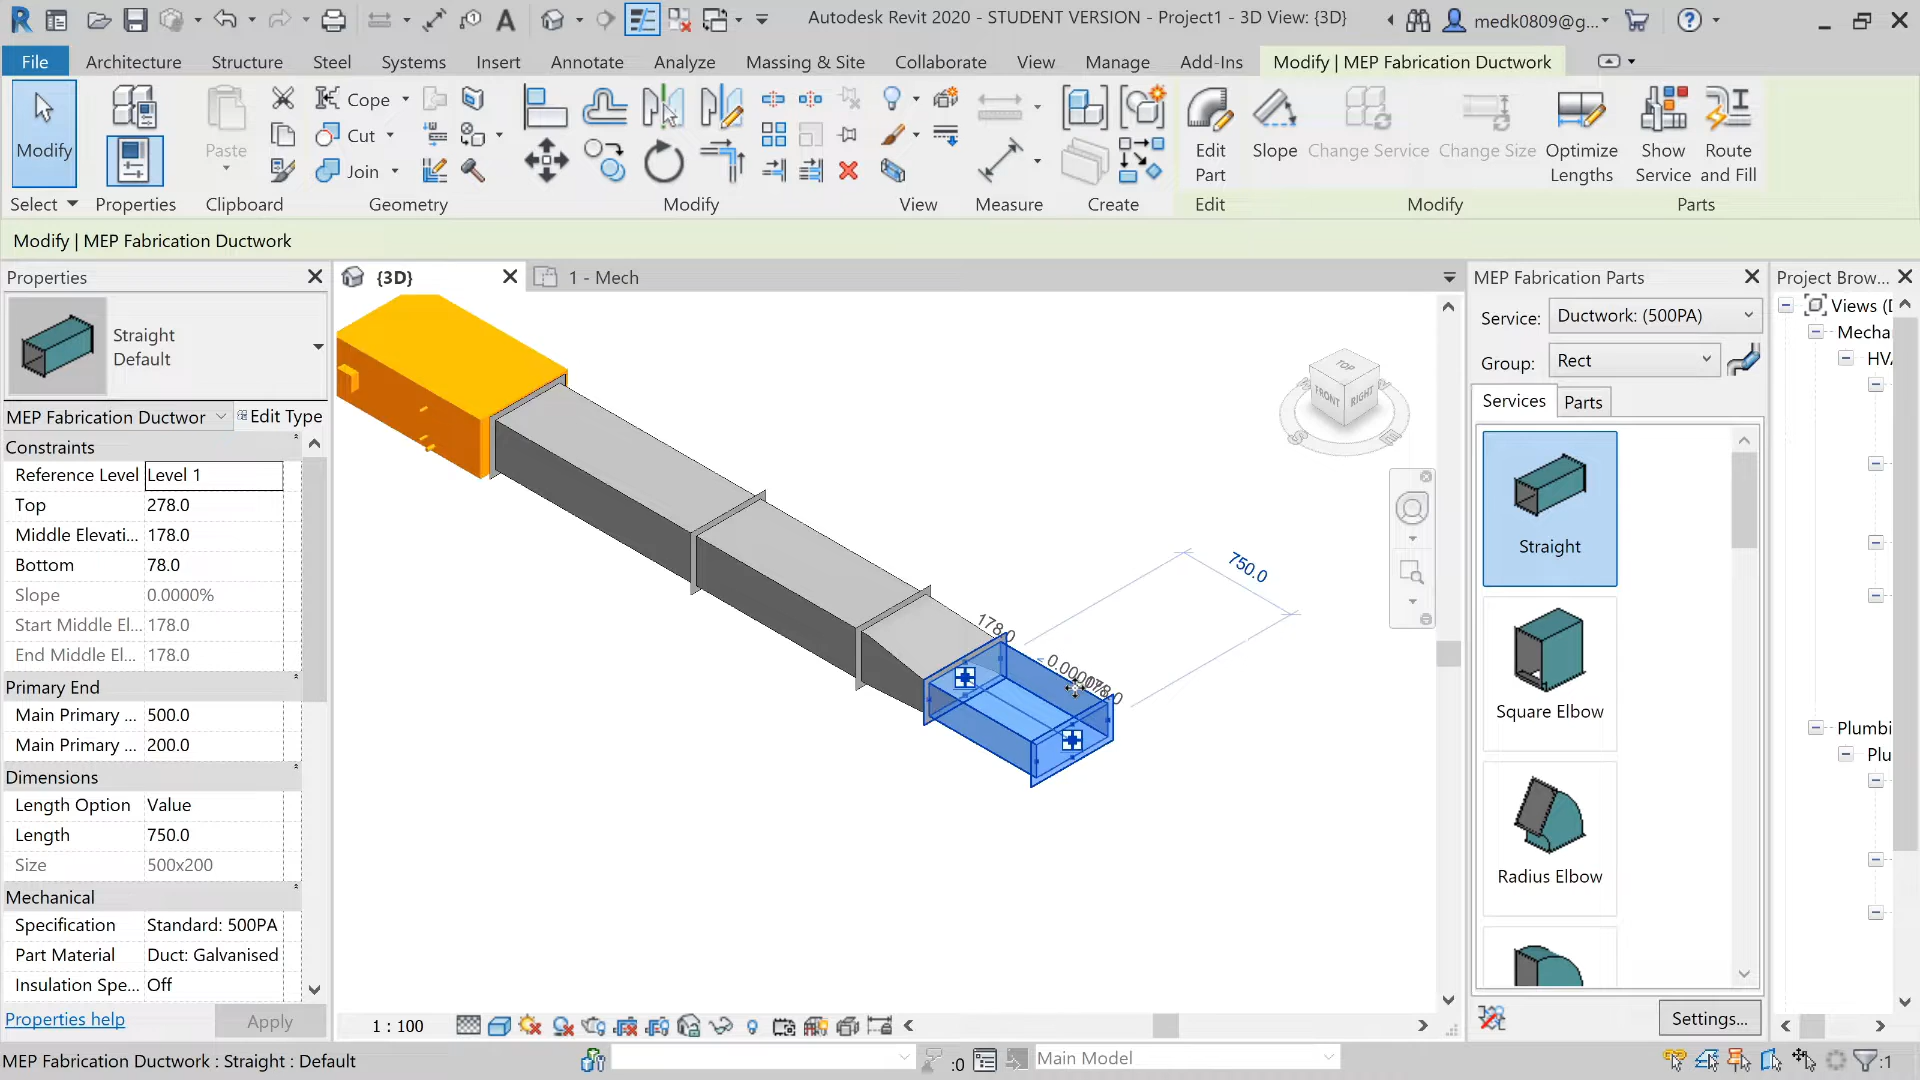 Autodesk Revit 2020 - STUDENT VERSION - Project1 - 3D View: {3D}
medk0809@g...
File
Architecture
Structure
Steel
Systems
Insert
Annotate
Analyze
Massing & Site
Collaborate
View
Manage
Add-Ins
Modify | MEP Fabrication Ductwork
Modify
Paste
Cope
Cut
Join
Edit Part
Slope
Change Service
Change Size
Optimize Lengths
Show Service
Route and Fill
Select
Properties
Clipboard
Geometry
Modify
View
Measure
Create
Edit
Modify
Parts
Modify | MEP Fabrication Ductwork
Properties
Straight
Default
MEP Fabrication Ductwor
Edit Type
Constraints
Reference Level Level 1
Top 278.0
Middle Elevati... 178.0
Bottom 78.0
Slope 0.0000%
Start Middle El... 178.0
End Middle El... 178.0
Primary End
Main Primary ... 500.0
Main Primary ... 200.0
Dimensions
Length Option Value
Length 750.0
Size 500x200
Mechanical
Specification Standard: 500PA
Part Material Duct: Galvanised
Insulation Spe... Off
Properties help
Apply
{3D}
1 - Mech
TOP
FRONT
RIGHT
S
E
750.0
178.0
178.0
1 : 100
MEP Fabrication Parts
Service: Ductwork: (500PA)
Group: Rect
Services
Parts
Straight
Square Elbow
Radius Elbow
Settings...
Project Brow...
Views (
Mecha
HV
Plumbi
Plu
MEP Fabrication Ductwork : Straight : Default
:0
Main Model
:1